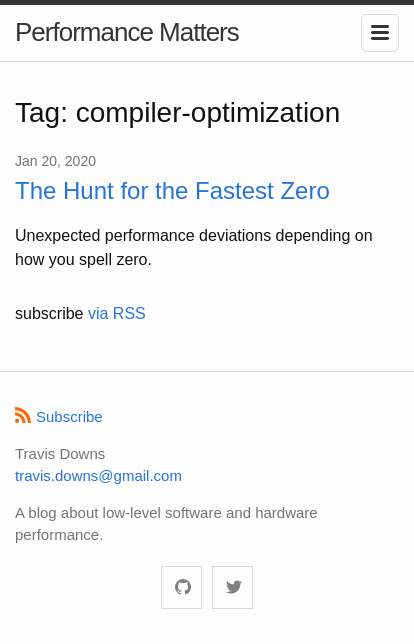 Performance Matters
Tag: compiler-optimization
Jan 20, 2020
The Hunt for the Fastest Zero
Unexpected performance deviations depending on
how you spell zero.
subscribe via RSS
Subscribe
Travis Downs
travis.downs@gmail.com
A blog about low-level software and hardware
performance.